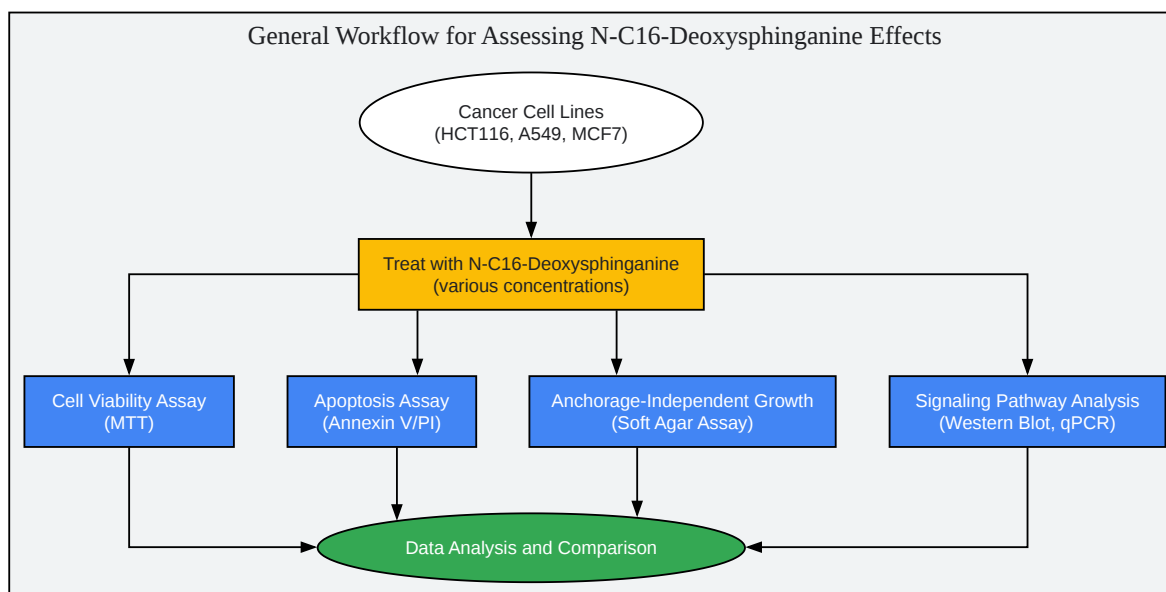 General Workflow for Assessing N-C16-Deoxysphinganine Effects
Cancer Cell Lines
(HCT116, A549, MCF7)
Treat with N-C16-Deoxysphinganine
(various concentrations)
Cell Viability Assay
(MTT)
Apoptosis Assay
(Annexin V/PI)
Anchorage-Independent Growth
(Soft Agar Assay)
Signaling Pathway Analysis
(Western Blot, qPCR)
Data Analysis and Comparison